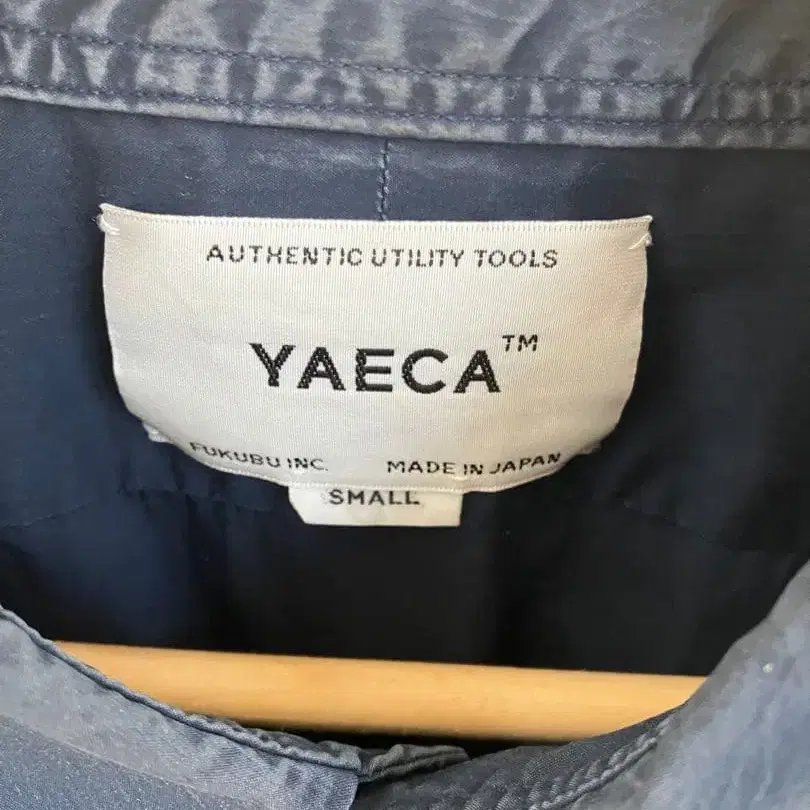 AUTHENTIC UTILITY TOOLS
YAECA™
FUKUBU INC. MADE IN JAPAN
SMALL